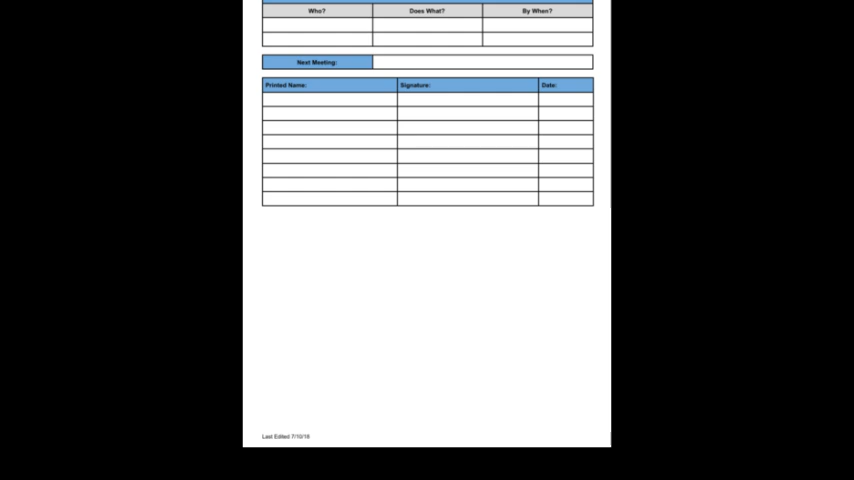 Who? Does What? By When?
Next Meeting:
Printed Name: Signature: Date:
Last Edited 7/10/18